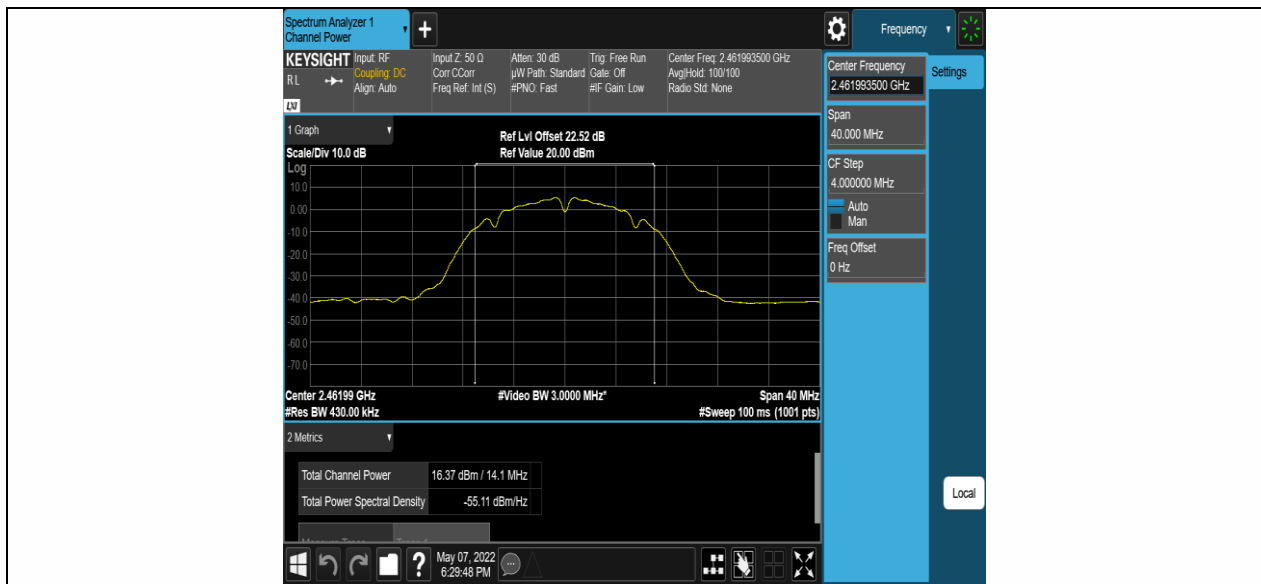 Spectrum Analyzer 1
Channel Power
Frequency
KEYSIGHT
RL
LXI
Input: RF
Coupling: DC
Align: Auto
Input Z: 50 Ω
Corr CCorr
Freq Ref: Int (S)
Atten: 30 dB
µW Path: Standard
#PNO: Fast
Trig: Free Run
Gate: Off
#IF Gain: Low
Center Freq: 2.461993500 GHz
Avg|Hold: 100/100
Radio Std: None
Center Frequency
2.461993500 GHz
Settings
Span
40.000 MHz
CF Step
4.000000 MHz
Auto
Man
Freq Offset
0 Hz
Local
1 Graph
Scale/Div 10.0 dB
Ref Lvl Offset 22.52 dB
Ref Value 20.00 dBm
Log
10.0
0.00
-10.0
-20.0
-30.0
-40.0
-50.0
-60.0
-70.0
Center 2.46199 GHz
#Video BW 3.0000 MHz*
Span 40 MHz
#Res BW 430.00 kHz
#Sweep 100 ms (1001 pts)
2 Metrics
Total Channel Power 16.37 dBm / 14.1 MHz
Total Power Spectral Density -55.11 dBm/Hz
May 07, 2022
6:29:48 PM